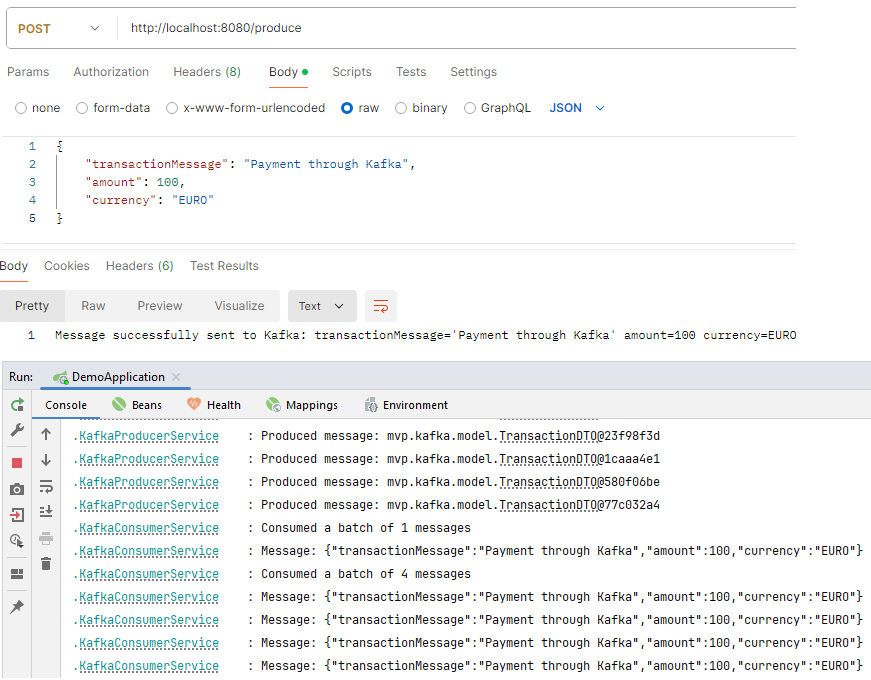 POST http://localhost:8080/produce
Params Authorization Headers (8) Body Scripts Tests Settings
none form-data x-www-form-urlencoded raw binary GraphQL JSON
1 {
2 "transactionMessage": "Payment through Kafka",
3 "amount": 100,
4 "currency": "EURO"
5 }
Body Cookies Headers (6) Test Results
Pretty Raw Preview Visualize Text
1 Message successfully sent to Kafka: transactionMessage='Payment through Kafka' amount=100 currency=EURO
Run: DemoApplication
Console Beans Health Mappings Environment
.KafkaProducerService : Produced message: mvp.kafka.model.TransactionDTO@23f98f3d
.KafkaProducerService : Produced message: mvp.kafka.model.TransactionDTO@1caaa4e1
.KafkaProducerService : Produced message: mvp.kafka.model.TransactionDTO@580f06be
.KafkaProducerService : Produced message: mvp.kafka.model.TransactionDTO@77c032a4
.KafkaConsumerService : Consumed a batch of 1 messages
.KafkaConsumerService : Message: {"transactionMessage":"Payment through Kafka","amount":100,"currency":"EURO"}
.KafkaConsumerService : Consumed a batch of 4 messages
.KafkaConsumerService : Message: {"transactionMessage":"Payment through Kafka","amount":100,"currency":"EURO"}
.KafkaConsumerService : Message: {"transactionMessage":"Payment through Kafka","amount":100,"currency":"EURO"}
.KafkaConsumerService : Message: {"transactionMessage":"Payment through Kafka","amount":100,"currency":"EURO"}
.KafkaConsumerService : Message: {"transactionMessage":"Payment through Kafka","amount":100,"currency":"EURO"}